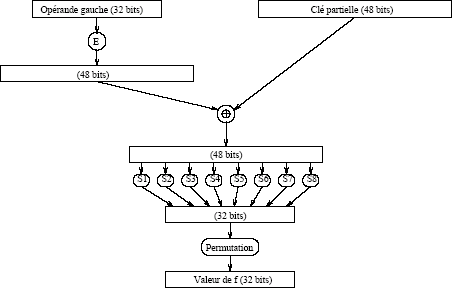 Opérande gauche (32 bits)
Clé partielle (48 bits)
E
(48 bits)
(48 bits)
S1 S2 S3 S4 S5 S6 S7 S8
(32 bits)
Permutation
Valeur de f (32 bits)